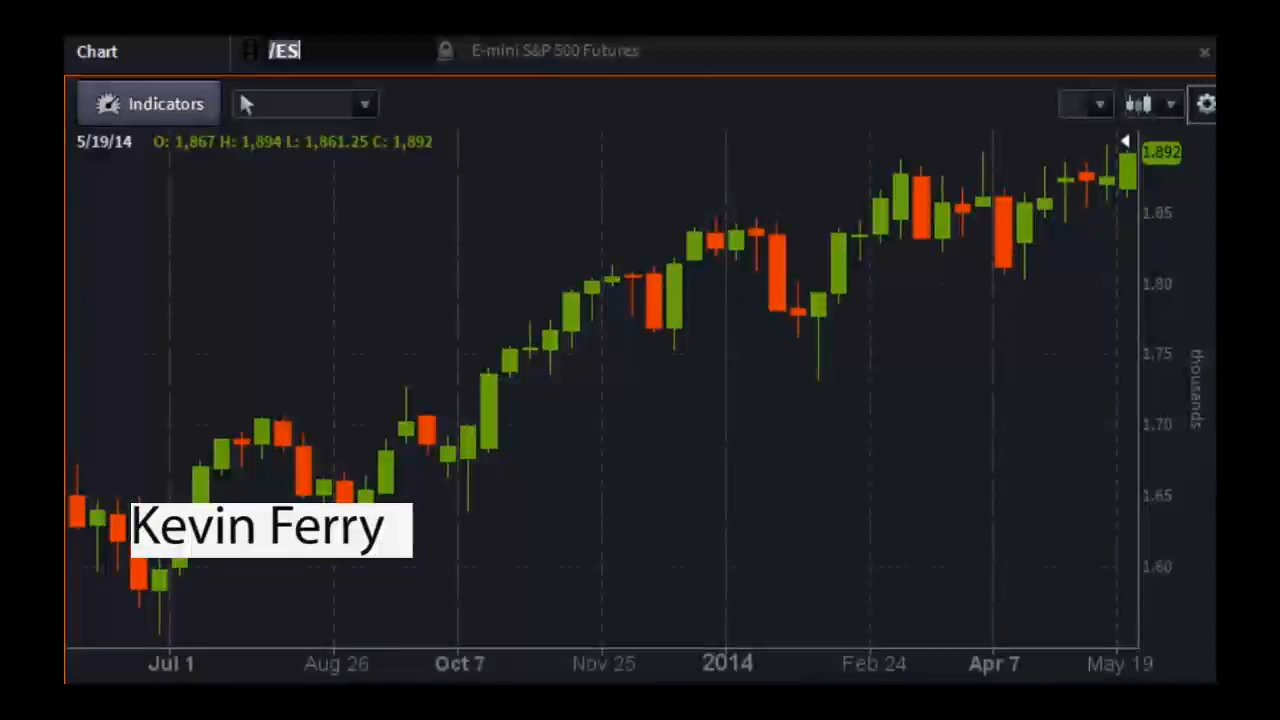 Chart /ES E-mini S&P 500 Futures ×
Indicators
5/19/14 O: 1,867 H: 1,894 L: 1,861.25 C: 1,892
1.892
1.85
1.80
1.75
thousands
1.70
1.65
Kevin Ferry
1.60
Jul 1 Aug 26 Oct 7 Nov 25 2014 Feb 24 Apr 7 May 19